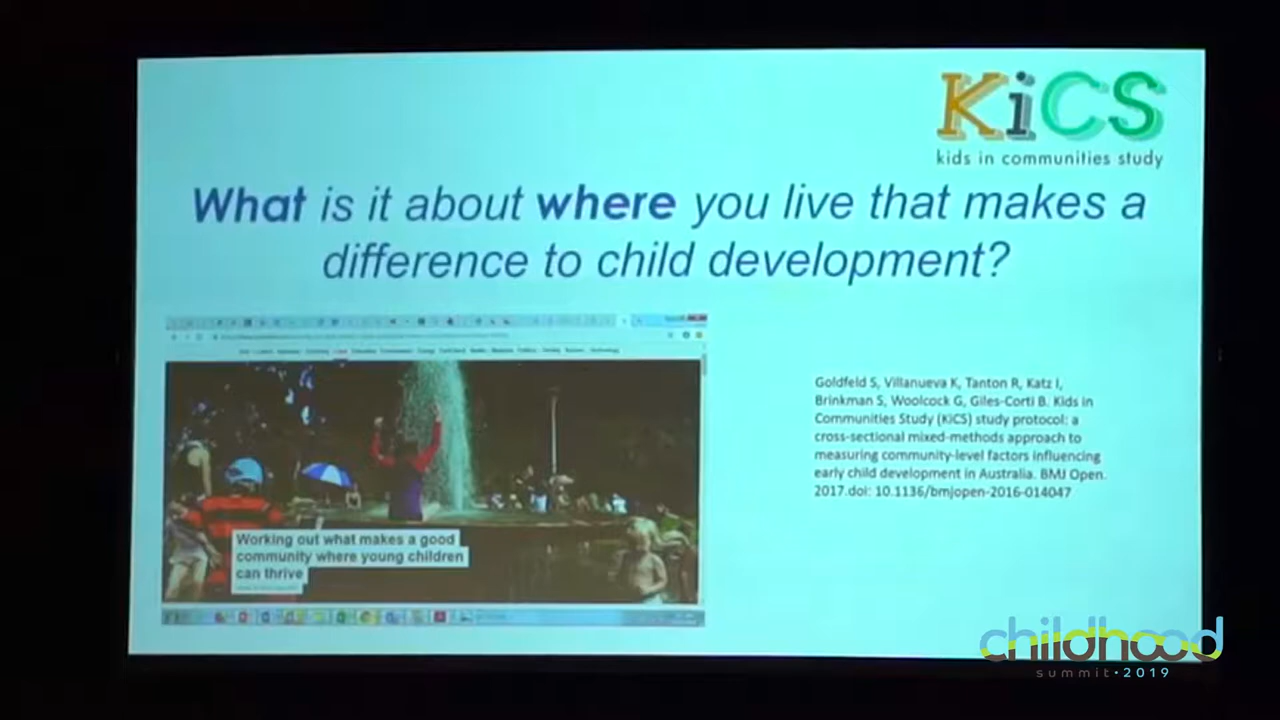 KiCS
kids in communities study
What is it about where you live that makes a
difference to child development?
Goldfeld S, Villanueva K, Tanton R, Katz I,
Brinkman S, Woolcock G, Giles-Corti B. Kids in
Communities Study (KiCS) study protocol: a
cross-sectional mixed-methods approach to
measuring community-level factors influencing
early child development in Australia. BMJ Open.
2017.doi: 10.1136/bmjopen-2016-014047
Working out what makes a good
community where young children
can thrive
childhood
summit·2019